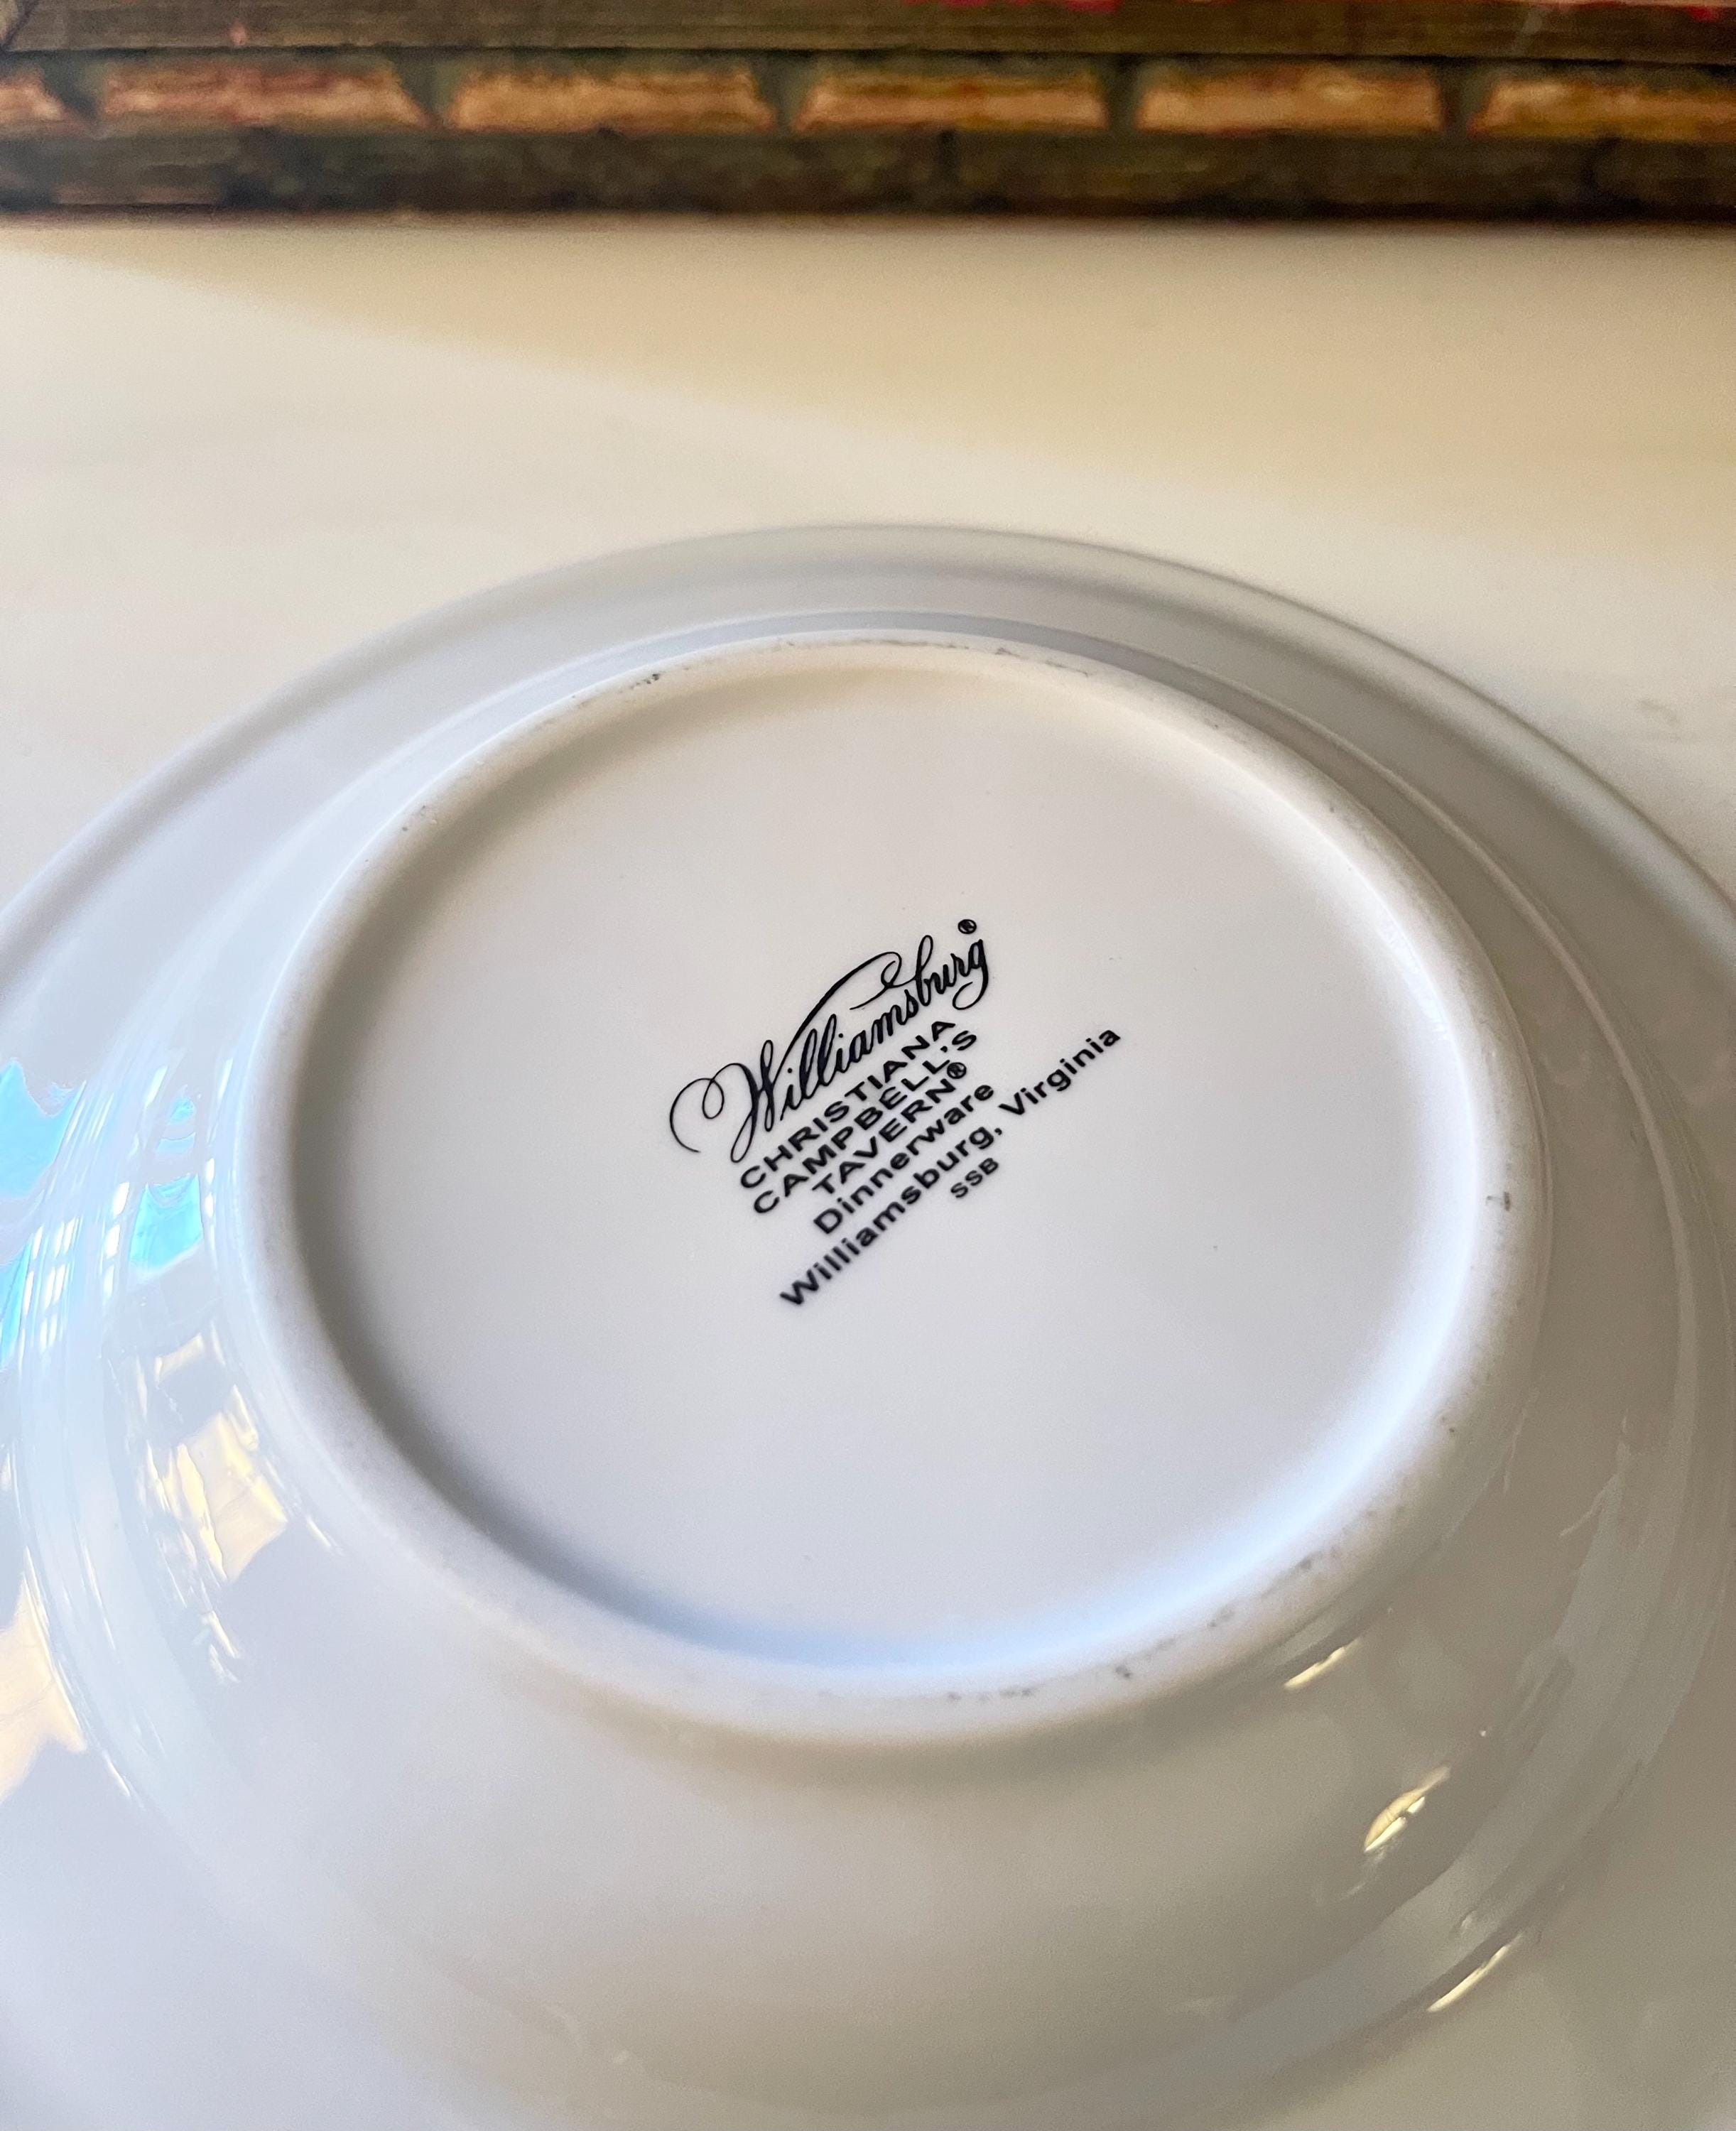 Williamsburg®
CHRISTIANA
CAMPBELL'S
TAVERN®
Dinnerware
Williamsburg, Virginia
SSB